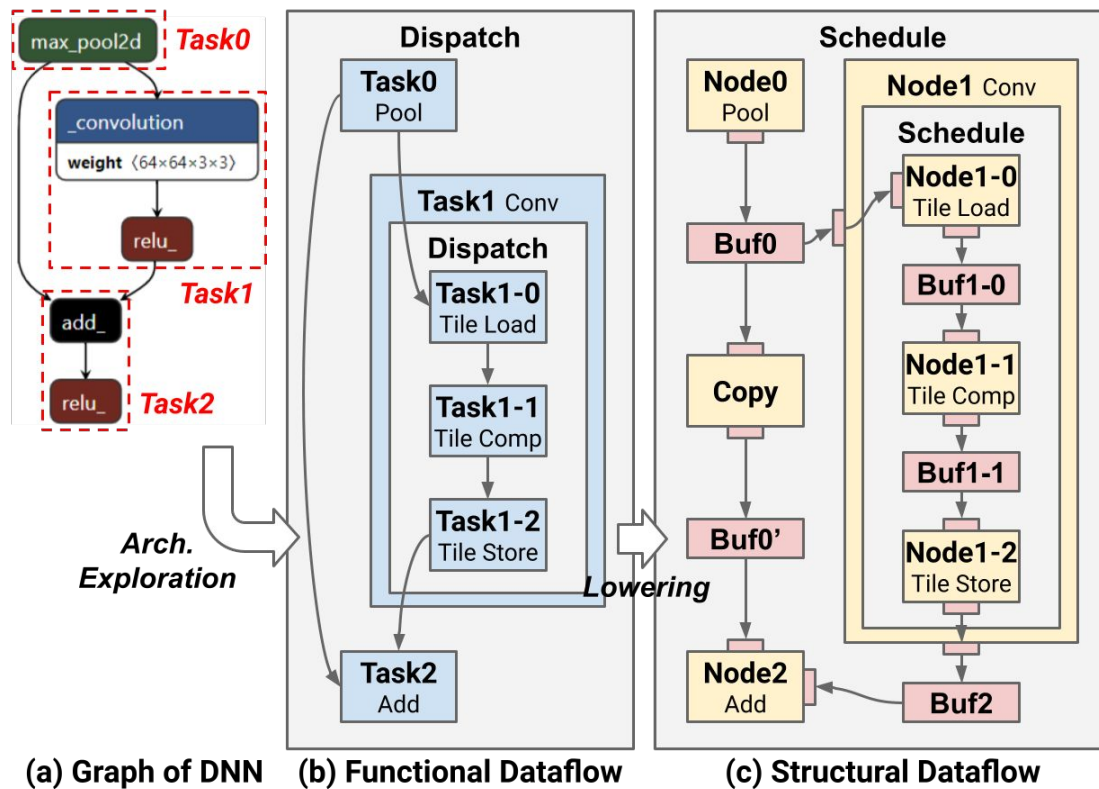 max_pool2d
Task0
_convolution
weight ⟨64×64×3×3⟩
relu_
Task1
add_
relu_
Task2
Arch.
Exploration
(a) Graph of DNN
Dispatch
Task0
Pool
Task1 Conv
Dispatch
Task1-0
Tile Load
Task1-1
Tile Comp
Task1-2
Tile Store
Task2
Add
Lowering
(b) Functional Dataflow
Schedule
Node0
Pool
Buf0
Copy
Buf0’
Node2
Add
Node1 Conv
Schedule
Node1-0
Tile Load
Buf1-0
Node1-1
Tile Comp
Buf1-1
Node1-2
Tile Store
Buf2
(c) Structural Dataflow